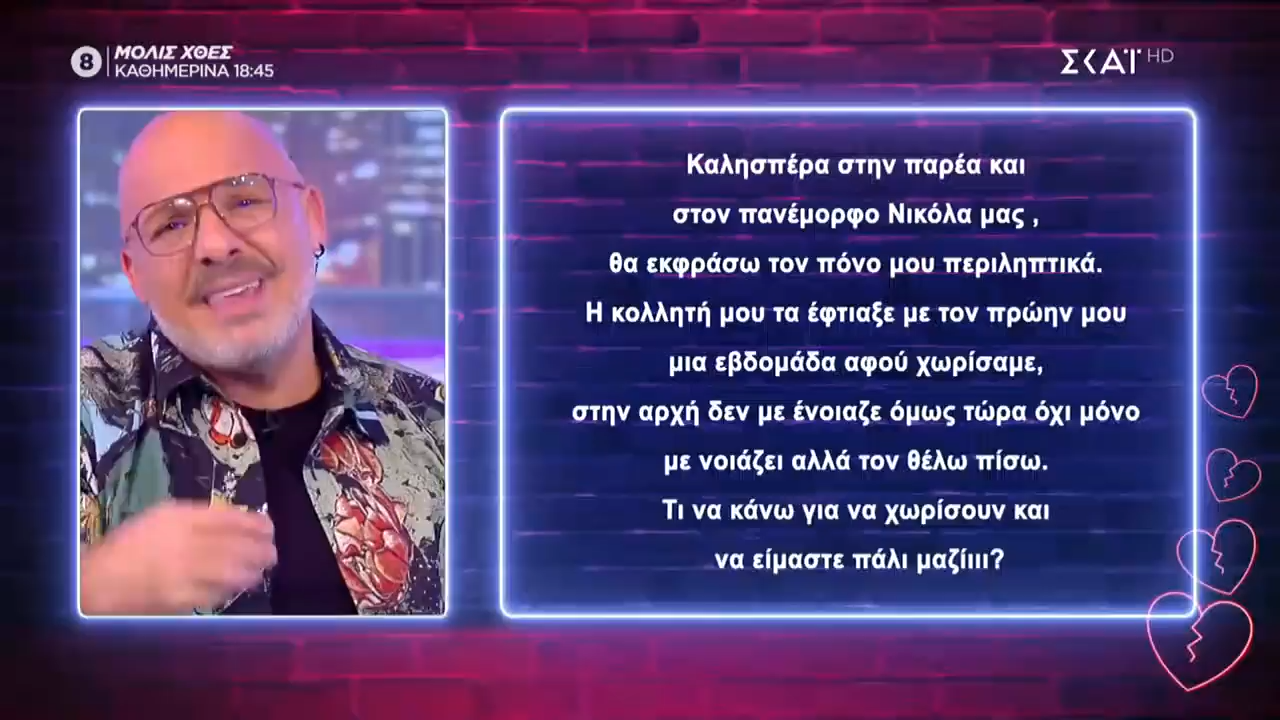 8 ΜΟΛΙΣ ΧΘΕΣ
ΚΑΘΗΜΕΡΙΝΑ 18:45
ΣΚΑΪ HD
Καλησπέρα στην παρέα και
στον πανέμορφο Νικόλα μας ,
θα εκφράσω τον πόνο μου περιληπτικά.
Η κολλητή μου τα έφτιαξε με τον πρώην μου
μια εβδομάδα αφού χωρίσαμε,
στην αρχή δεν με ένοιαζε όμως τώρα όχι μόνο
με νοιάζει αλλά τον θέλω πίσω.
Τι να κάνω για να χωρίσουν και
να είμαστε πάλι μαζίιιι?